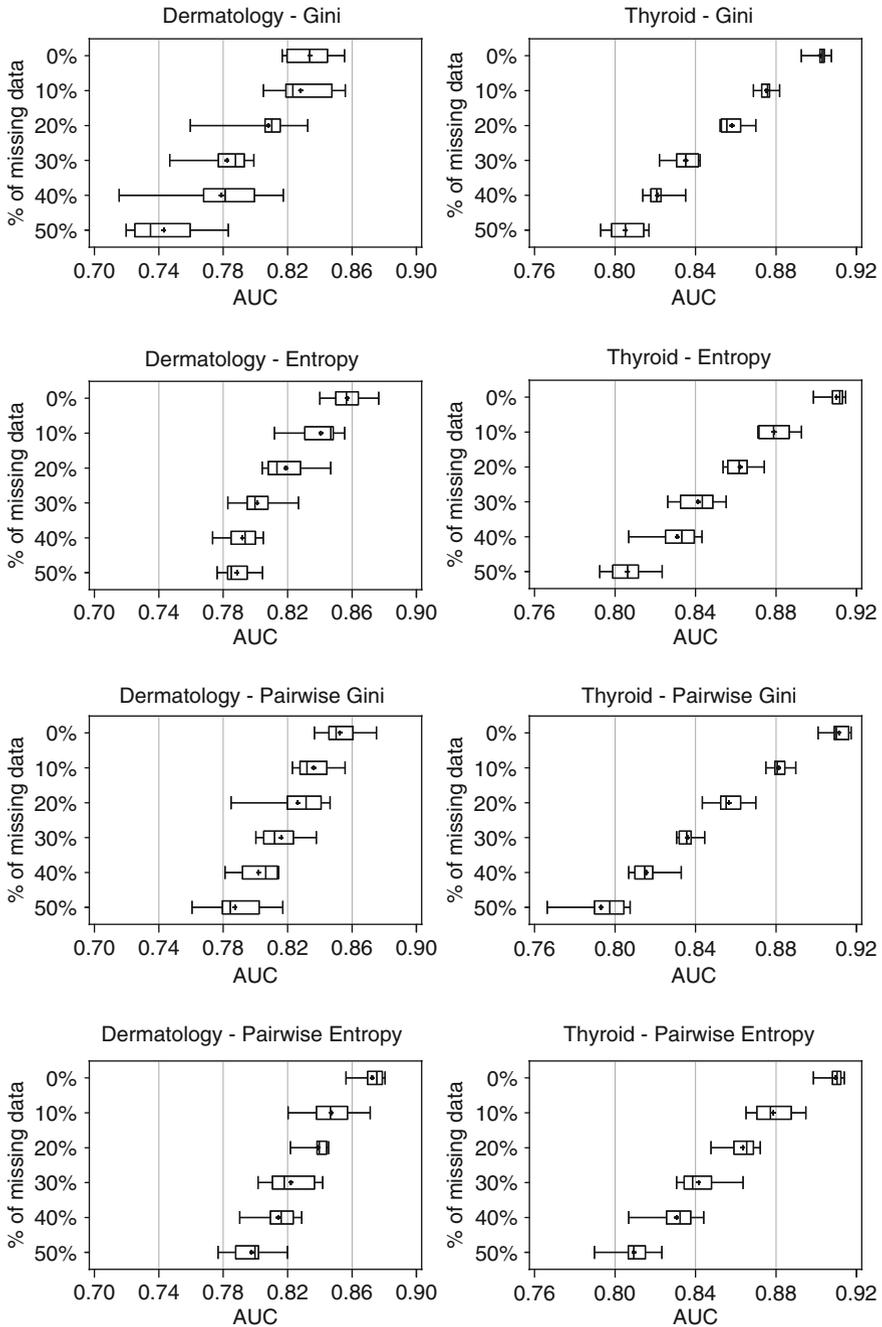 Dermatology - Gini
% of missing data
0%
10%
20%
30%
40%
50%
0.70 0.74 0.78 0.82 0.86 0.90
AUC
Thyroid - Gini
% of missing data
0%
10%
20%
30%
40%
50%
0.76 0.80 0.84 0.88 0.92
AUC
Dermatology - Entropy
% of missing data
0%
10%
20%
30%
40%
50%
0.70 0.74 0.78 0.82 0.86 0.90
AUC
Thyroid - Entropy
% of missing data
0%
10%
20%
30%
40%
50%
0.76 0.80 0.84 0.88 0.92
AUC
Dermatology - Pairwise Gini
% of missing data
0%
10%
20%
30%
40%
50%
0.70 0.74 0.78 0.82 0.86 0.90
AUC
Thyroid - Pairwise Gini
% of missing data
0%
10%
20%
30%
40%
50%
0.76 0.80 0.84 0.88 0.92
AUC
Dermatology - Pairwise Entropy
% of missing data
0%
10%
20%
30%
40%
50%
0.70 0.74 0.78 0.82 0.86 0.90
AUC
Thyroid - Pairwise Entropy
% of missing data
0%
10%
20%
30%
40%
50%
0.76 0.80 0.84 0.88 0.92
AUC